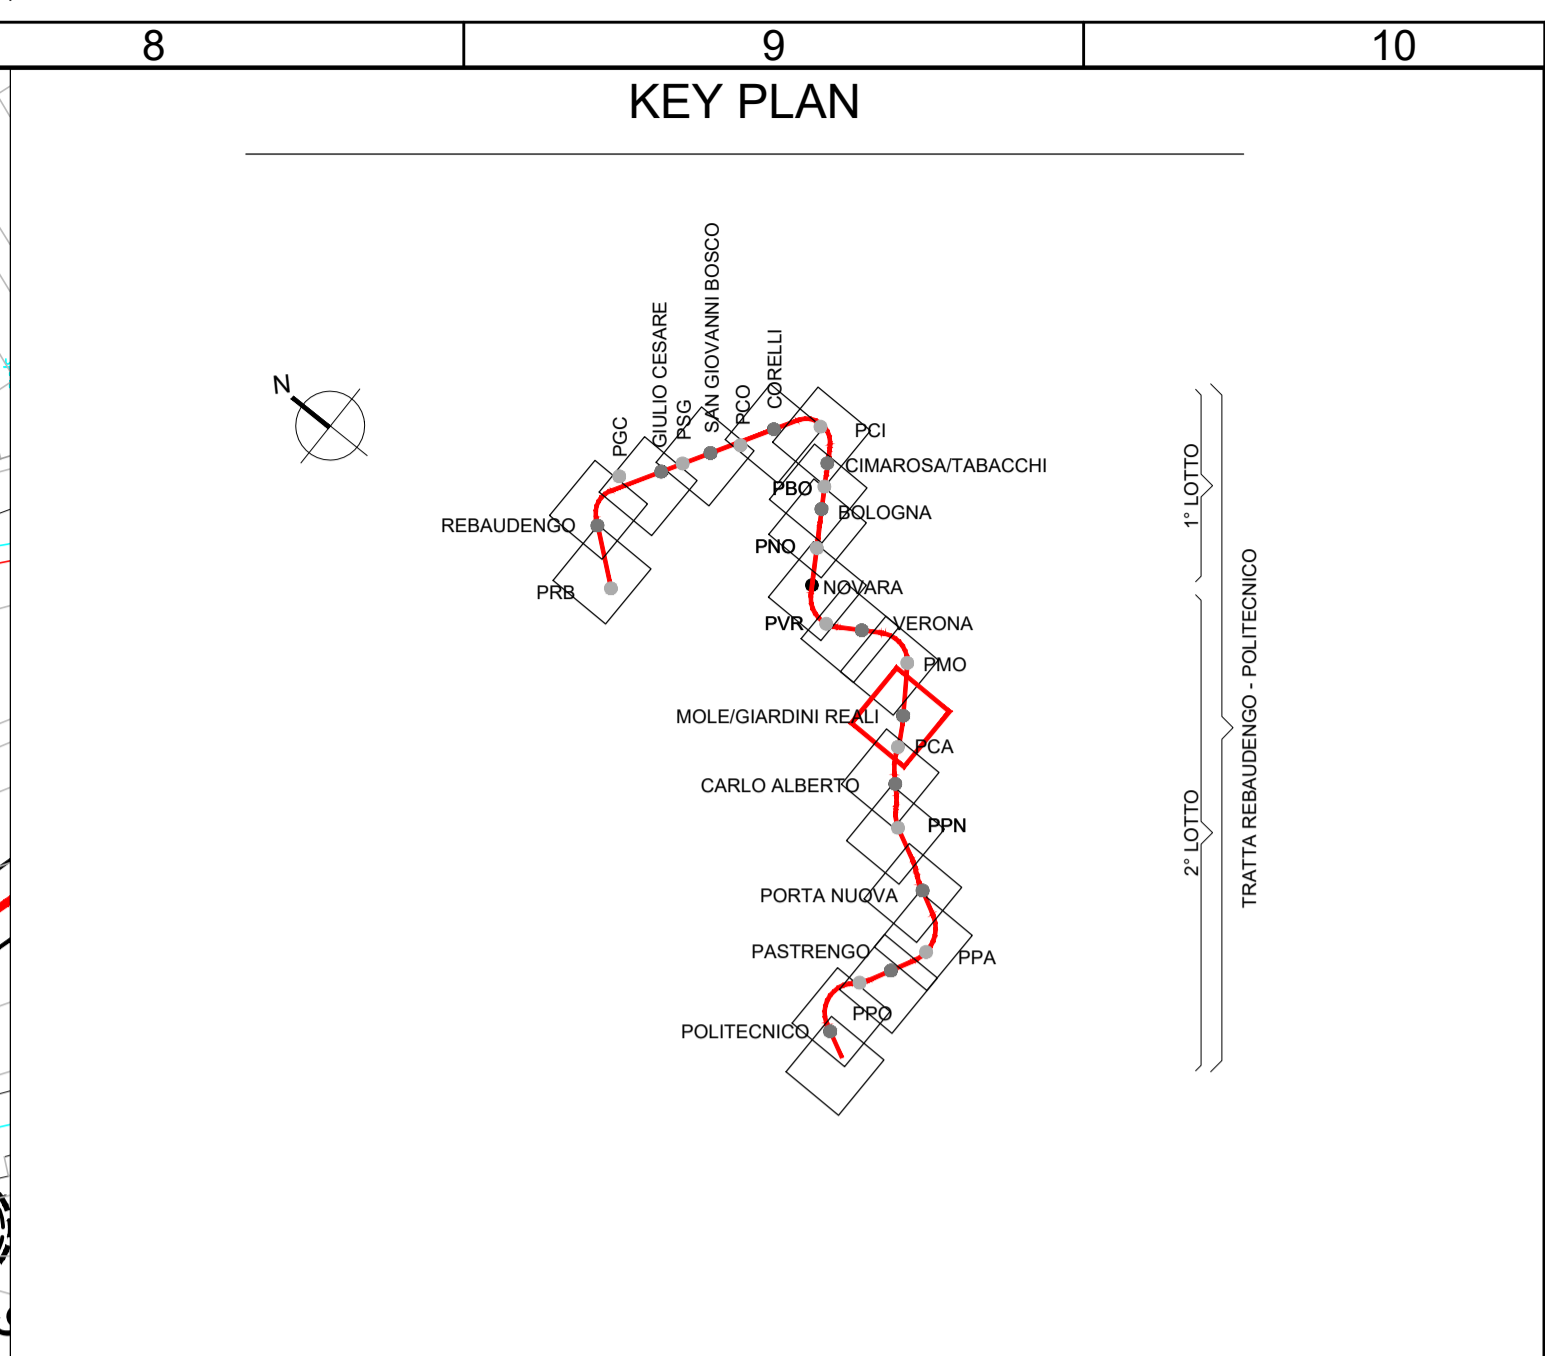 8
9
10
KEY PLAN
N
PGC
GIULIO CESARE
PSG
SAN GIOVANNI BOSCO
PCO
CORELLI
PCI
CIMAROSA/TABACCHI
PBO
BOLOGNA
REBAUDENGO
PNO
PRB
NOVARA
PVR
VERONA
PMO
MOLE/GIARDINI REALI
PCA
CARLO ALBERTO
PPN
PORTA NUOVA
PASTRENGO
PPA
PPO
POLITECNICO
1° LOTTO
2° LOTTO
TRATTA REBAUDENGO - POLITECNICO